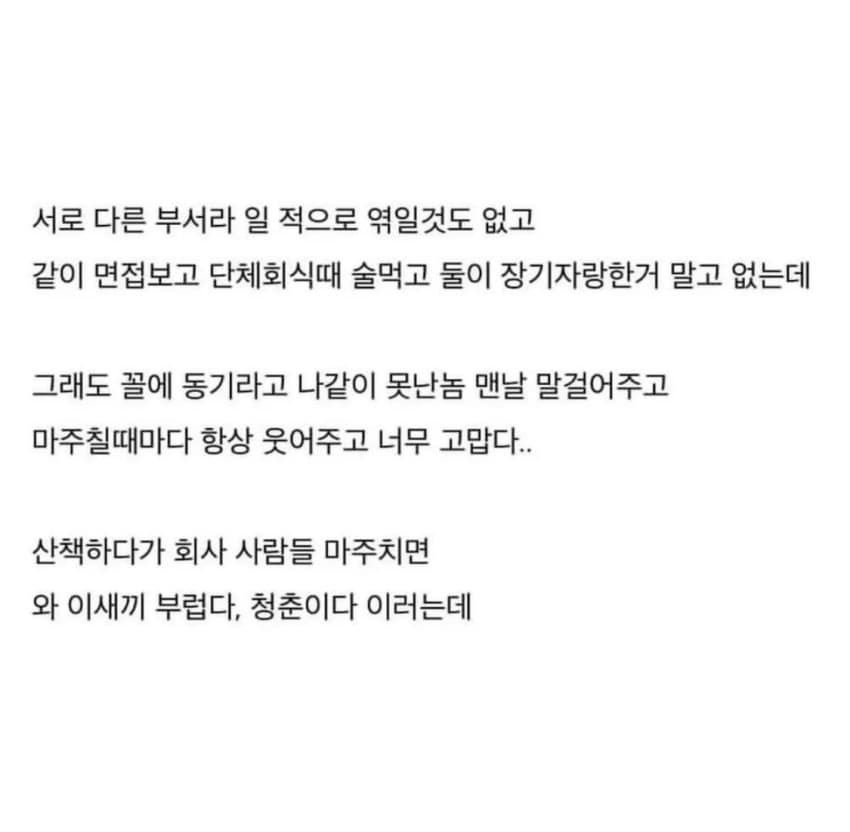 서로 다른 부서라 일 적으로 엮일것도 없고
같이 면접보고 단체회식때 술먹고 둘이 장기자랑한거 말고 없는데
그래도 꼴에 동기라고 나같이 못난놈 맨날 말걸어주고
마주칠때마다 항상 웃어주고 너무 고맙다..
산책하다가 회사 사람들 마주치면
와 이새끼 부럽다, 청춘이다 이러는데